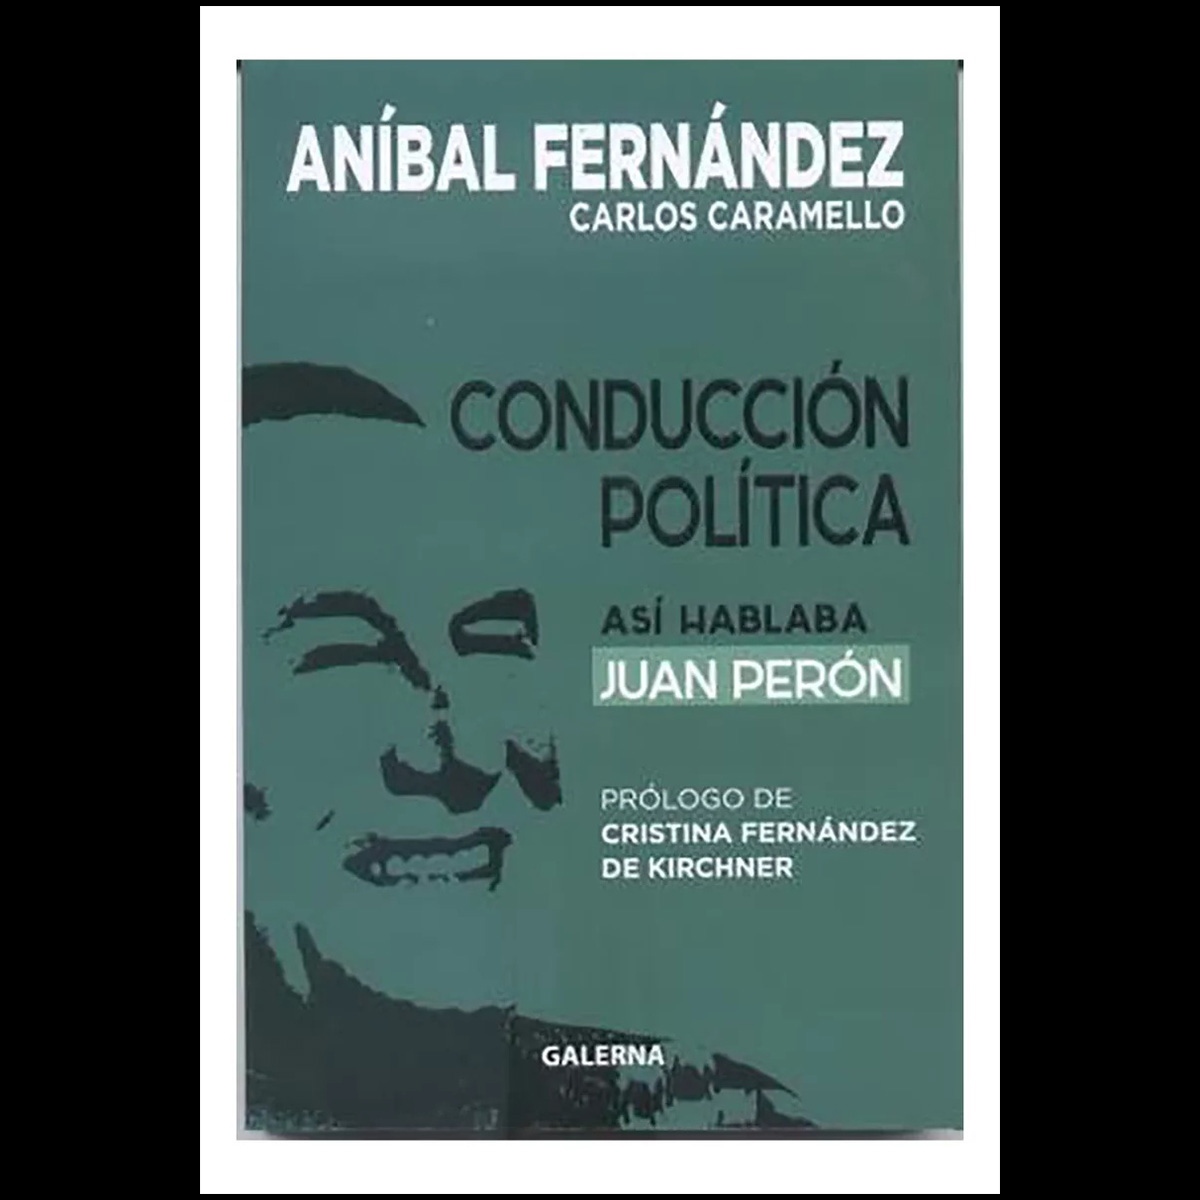 ANÍBAL FERNÁNDEZ
CARLOS CARAMELLO
CONDUCCIÓN
POLÍTICA
ASÍ HABLABA
JUAN PERÓN
PRÓLOGO DE
CRISTINA FERNÁNDEZ
DE KIRCHNER
GALERNA